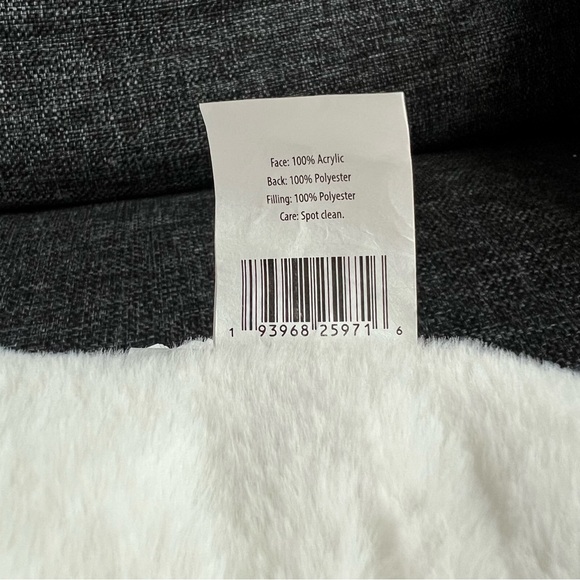 Face: 100% Acrylic
Back: 100% Polyester
Filling: 100% Polyester
Care: Spot clean.
1 93968 25971 6